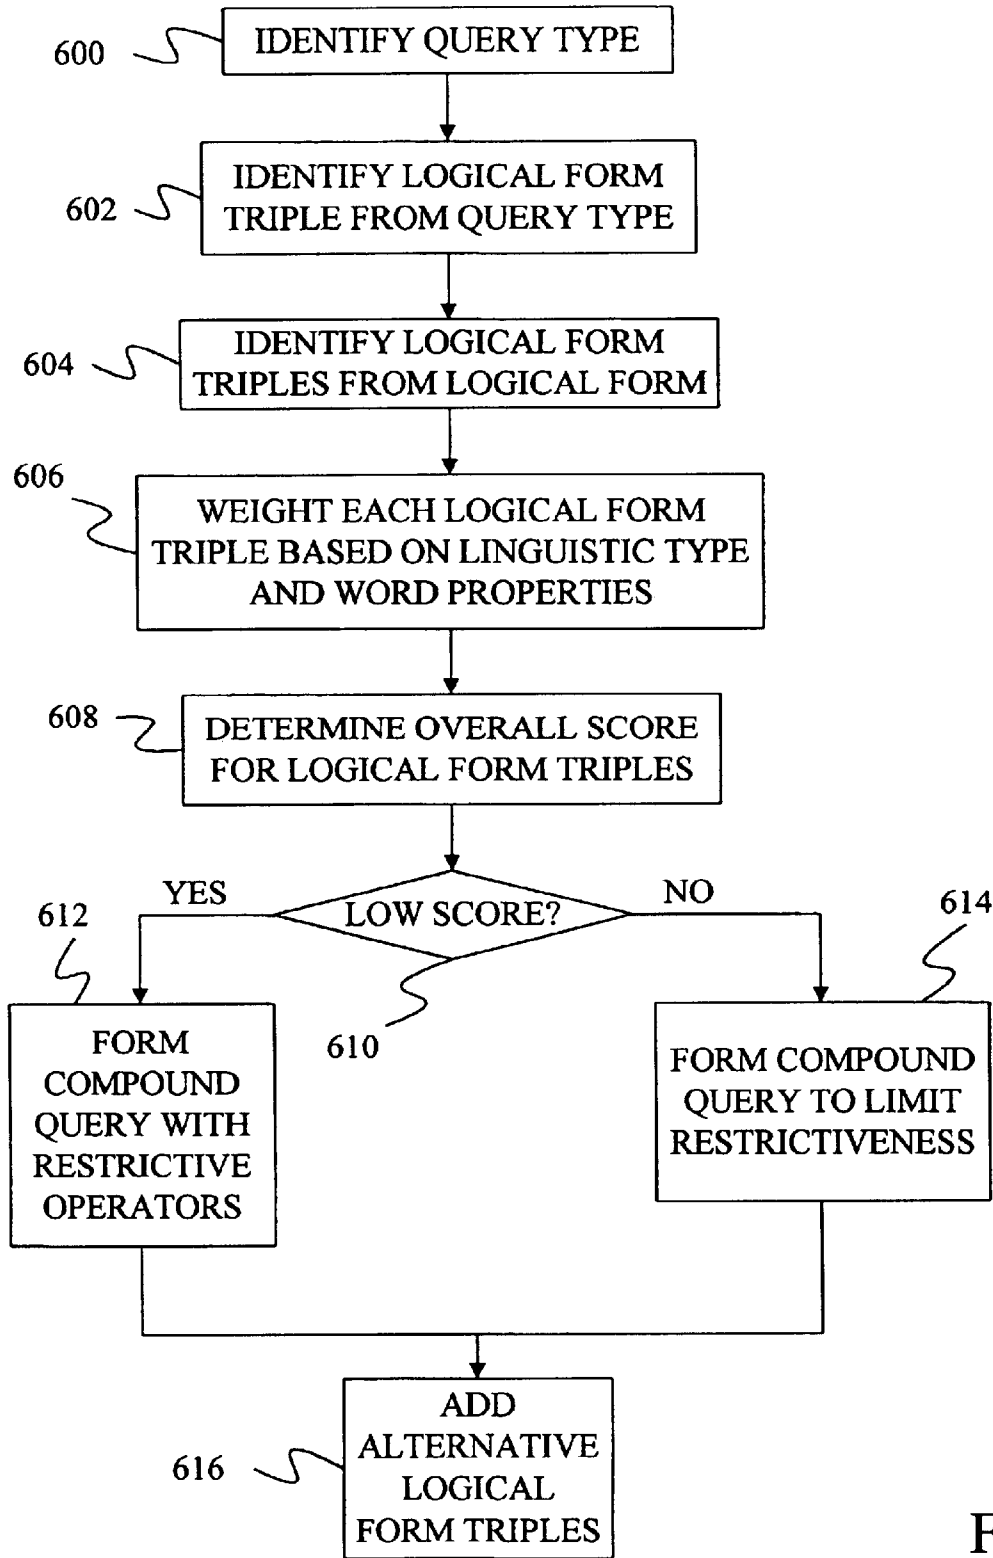 600
IDENTIFY QUERY TYPE
602
IDENTIFY LOGICAL FORM
TRIPLE FROM QUERY TYPE
604
IDENTIFY LOGICAL FORM
TRIPLES FROM LOGICAL FORM
606
WEIGHT EACH LOGICAL FORM
TRIPLE BASED ON LINGUISTIC TYPE
AND WORD PROPERTIES
608
DETERMINE OVERALL SCORE
FOR LOGICAL FORM TRIPLES
YES
LOW SCORE?
NO
610
612
FORM
COMPOUND
QUERY WITH
RESTRICTIVE
OPERATORS
614
FORM COMPOUND
QUERY TO LIMIT
RESTRICTIVENESS
616
ADD
ALTERNATIVE
LOGICAL
FORM TRIPLES
F